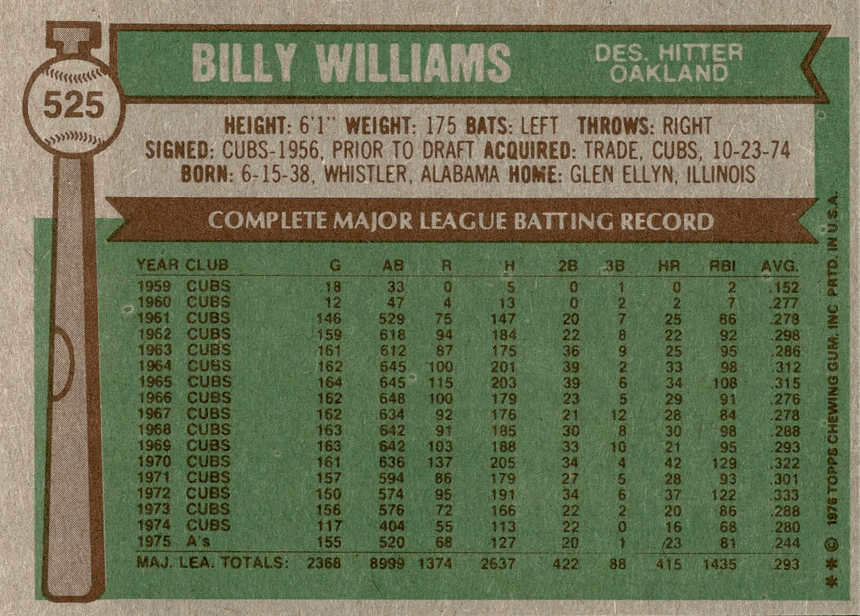 525
BILLY WILLIAMS
DES. HITTER
OAKLAND
HEIGHT: 6'1" WEIGHT: 175 BATS: LEFT THROWS: RIGHT
SIGNED: CUBS-1956, PRIOR TO DRAFT ACQUIRED: TRADE, CUBS, 10-23-74
BORN: 6-15-38, WHISTLER, ALABAMA HOME: GLEN ELLYN, ILLINOIS
COMPLETE MAJOR LEAGUE BATTING RECORD
YEAR CLUB G AB R H 2B 3B HR RBI AVG.
1959 CUBS 18 33 0 5 0 1 0 2 .152
1960 CUBS 12 47 4 13 0 2 2 7 .277
1961 CUBS 146 529 75 147 20 7 25 86 .278
1962 CUBS 159 618 94 184 22 8 22 92 .298
1963 CUBS 161 612 87 175 36 9 25 95 .286
1964 CUBS 162 645 100 201 39 2 33 98 .312
1965 CUBS 164 645 115 203 39 6 34 108 .315
1966 CUBS 162 648 100 179 23 5 29 91 .276
1967 CUBS 162 634 92 176 21 12 28 84 .278
1968 CUBS 163 642 91 185 30 8 30 98 .288
1969 CUBS 163 642 103 188 33 10 21 95 .293
1970 CUBS 161 636 137 205 34 4 42 129 .322
1971 CUBS 157 594 86 179 27 5 28 93 .301
1972 CUBS 150 574 95 191 34 6 37 122 .333
1973 CUBS 156 576 72 166 22 2 20 86 .288
1974 CUBS 117 404 55 113 22 0 16 68 .280
1975 A's 155 520 68 127 20 1 23 81 .244
MAJ. LEA. TOTALS: 2368 8999 1374 2637 422 88 415 1435 .293
* * © 1976 TOPPS CHEWING GUM. INC PRTD. IN U.S.A.